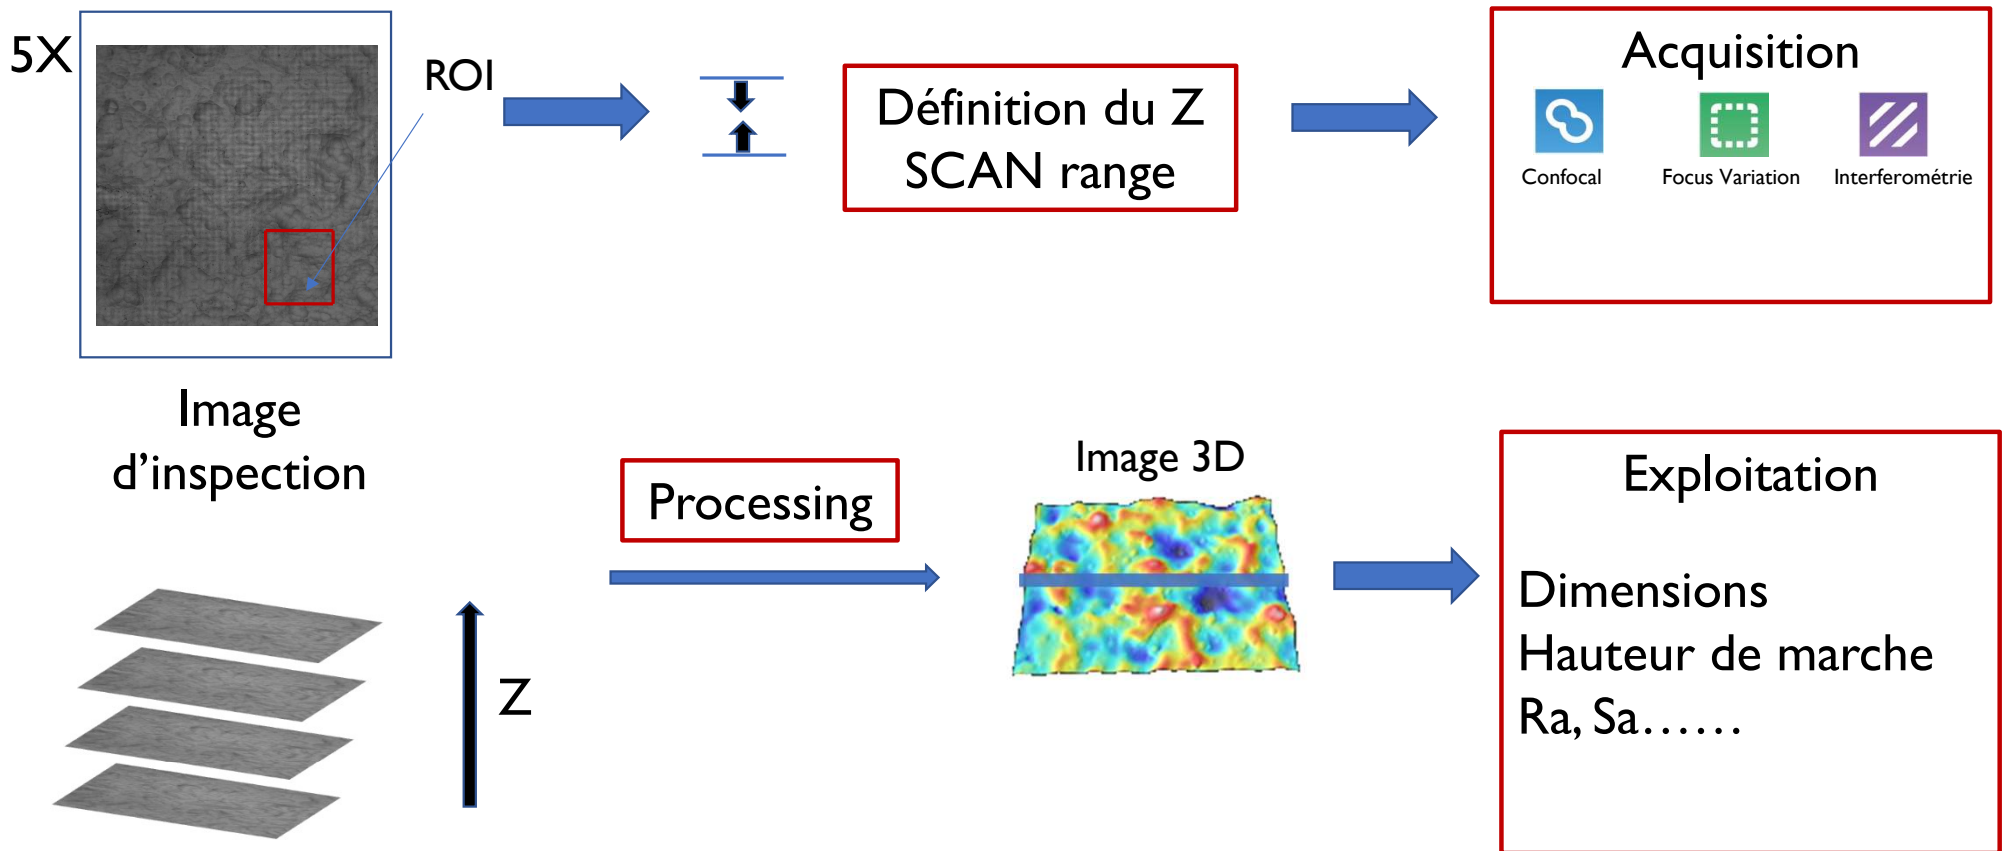 5X
ROI
Définition du Z
SCAN range
Acquisition
Confocal
Focus Variation
Interferométrie
Image
d’inspection
Z
Processing
Image 3D
Exploitation
Dimensions
Hauteur de marche
Ra, Sa……